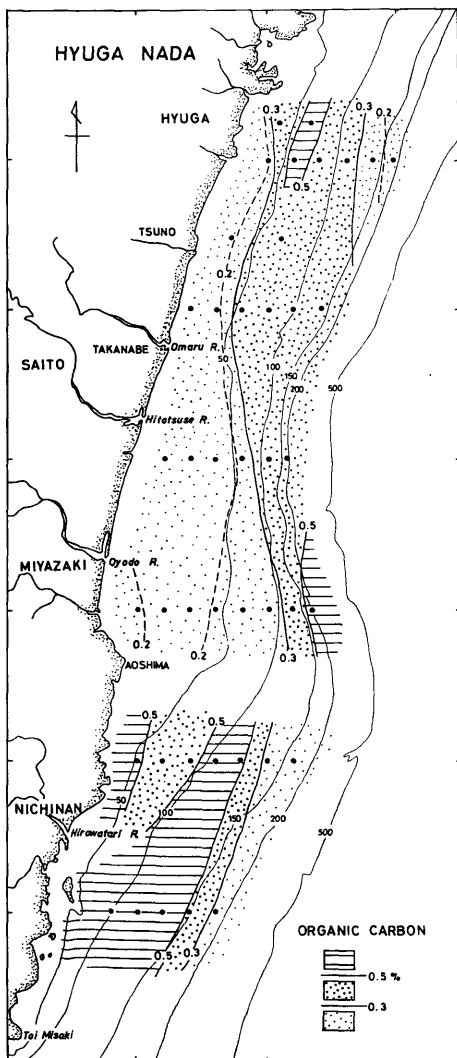 HYUGA NADA
HYUGA
0.3
0.3
0.2
0.5
TSUNO
0.2
TAKANABE
Omaru R.
50
100
150
200
500
SAITO
Hitotsuse R.
0.5
MIYAZAKI
Oyodo R.
0.2
0.2
0.3
AOSHIMA
0.5
0.5
50
100
150
200
500
NICHINAN
Hirowatari R.
ORGANIC CARBON
0.5 %
0.3
0.5
0.3
Toi Misaki